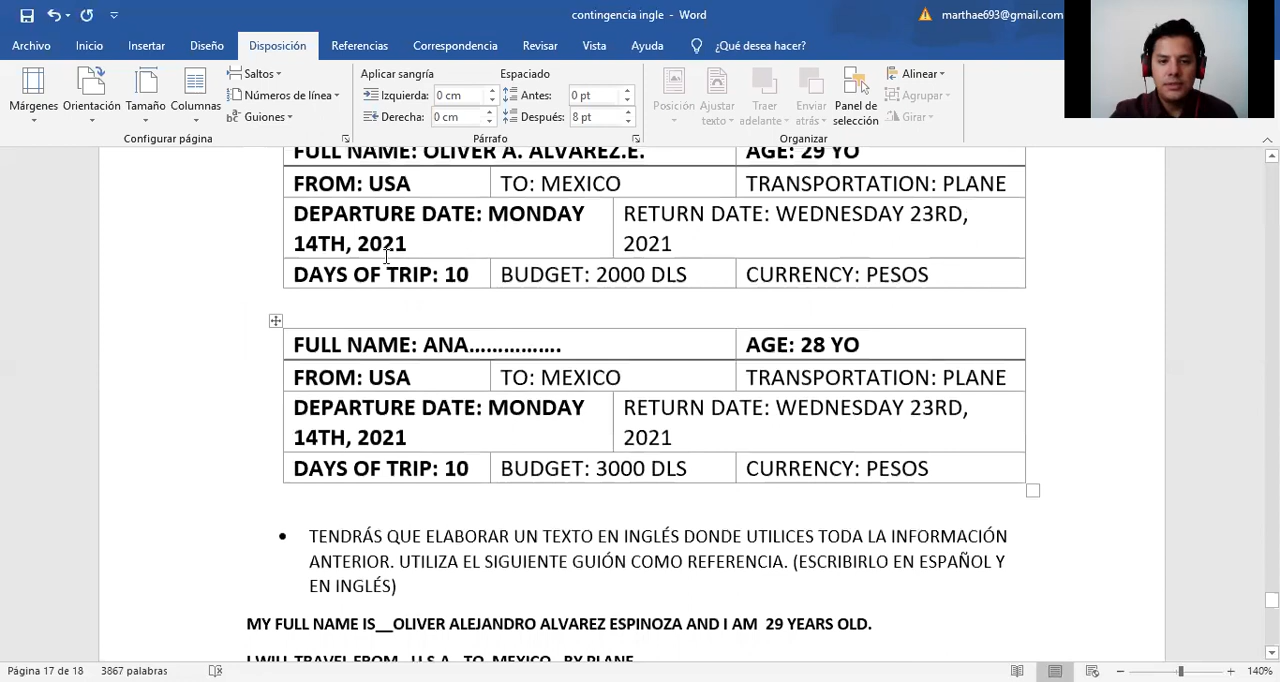 contingencia ingle - Word
marthae693@gmail.com
Archivo Inicio Insertar Diseño Disposición Referencias Correspondencia Revisar Vista Ayuda ¿Qué desea hacer?
Márgenes Orientación Tamaño Columnas
Saltos
Números de línea
Guiones
Configurar página
Aplicar sangría Espaciado
Izquierda: 0 cm Antes: 0 pt
Derecha: 0 cm Después: 8 pt
Párrafo
Posición Ajustar texto Traer adelante Enviar atrás Panel de selección
Alinear
Agrupar
Girar
Organizar
FULL NAME: OLIVER A. ALVAREZ.E. AGE: 29 YO
FROM: USA TO: MEXICO TRANSPORTATION: PLANE
DEPARTURE DATE: MONDAY RETURN DATE: WEDNESDAY 23RD,
14TH, 2021 2021
DAYS OF TRIP: 10 BUDGET: 2000 DLS CURRENCY: PESOS
FULL NAME: ANA……………. AGE: 28 YO
FROM: USA TO: MEXICO TRANSPORTATION: PLANE
DEPARTURE DATE: MONDAY RETURN DATE: WEDNESDAY 23RD,
14TH, 2021 2021
DAYS OF TRIP: 10 BUDGET: 3000 DLS CURRENCY: PESOS
• TENDRÁS QUE ELABORAR UN TEXTO EN INGLÉS DONDE UTILICES TODA LA INFORMACIÓN
ANTERIOR. UTILIZA EL SIGUIENTE GUIÓN COMO REFERENCIA. (ESCRIBIRLO EN ESPAÑOL Y
EN INGLÉS)
MY FULL NAME IS__OLIVER ALEJANDRO ALVAREZ ESPINOZA AND I AM 29 YEARS OLD.
I WILL TRAVEL FROM U.S.A TO MEXICO BY PLANE
Página 17 de 18 3867 palabras 140%